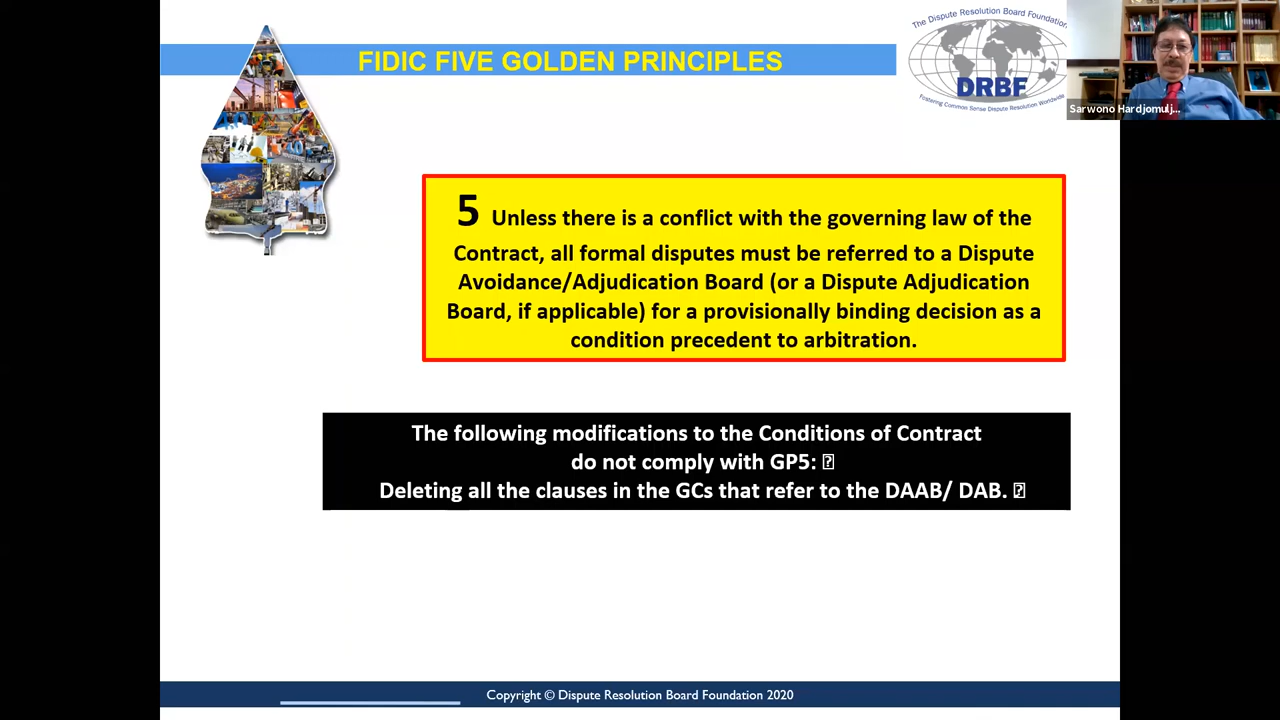 FIDIC FIVE GOLDEN PRINCIPLES
The Dispute Resolution Board Foundation
DRBF
Fostering Common Sense Dispute Resolution Worldwide
Sarwono Hardjomulj...
5 Unless there is a conflict with the governing law of the
Contract, all formal disputes must be referred to a Dispute
Avoidance/Adjudication Board (or a Dispute Adjudication
Board, if applicable) for a provisionally binding decision as a
condition precedent to arbitration.
The following modifications to the Conditions of Contract
do not comply with GP5: 
Deleting all the clauses in the GCs that refer to the DAAB/ DAB. 
Copyright © Dispute Resolution Board Foundation 2020